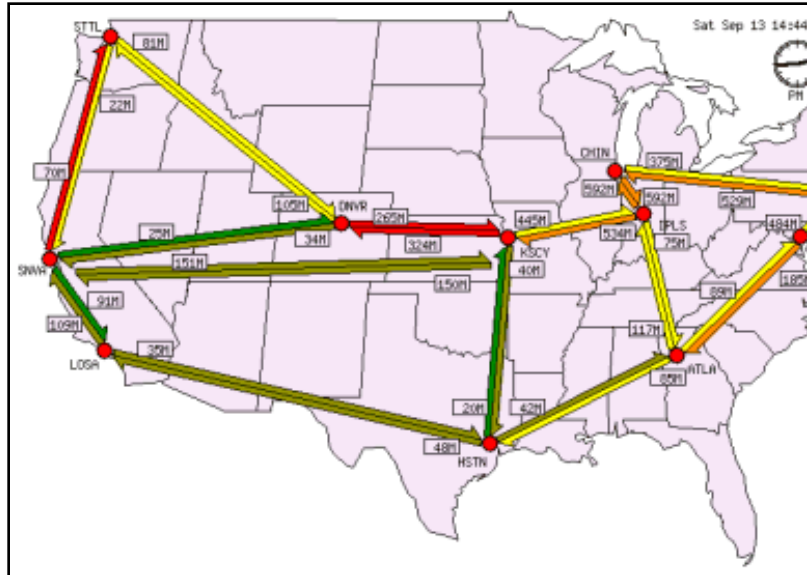 STTL
Sat Sep 13 14:44
81M
PM
22M
CHIN
375M
70M
592M
592M
529M
105M
DNVR
265M
445M
IPLS
25M
34M
324M
534M
75M
484M
KSCY
SNVA
151M
40M
150M
185M
91M
89M
109M
117M
LOSA
35M
ATLA
85M
20M
42M
48M
HSTN